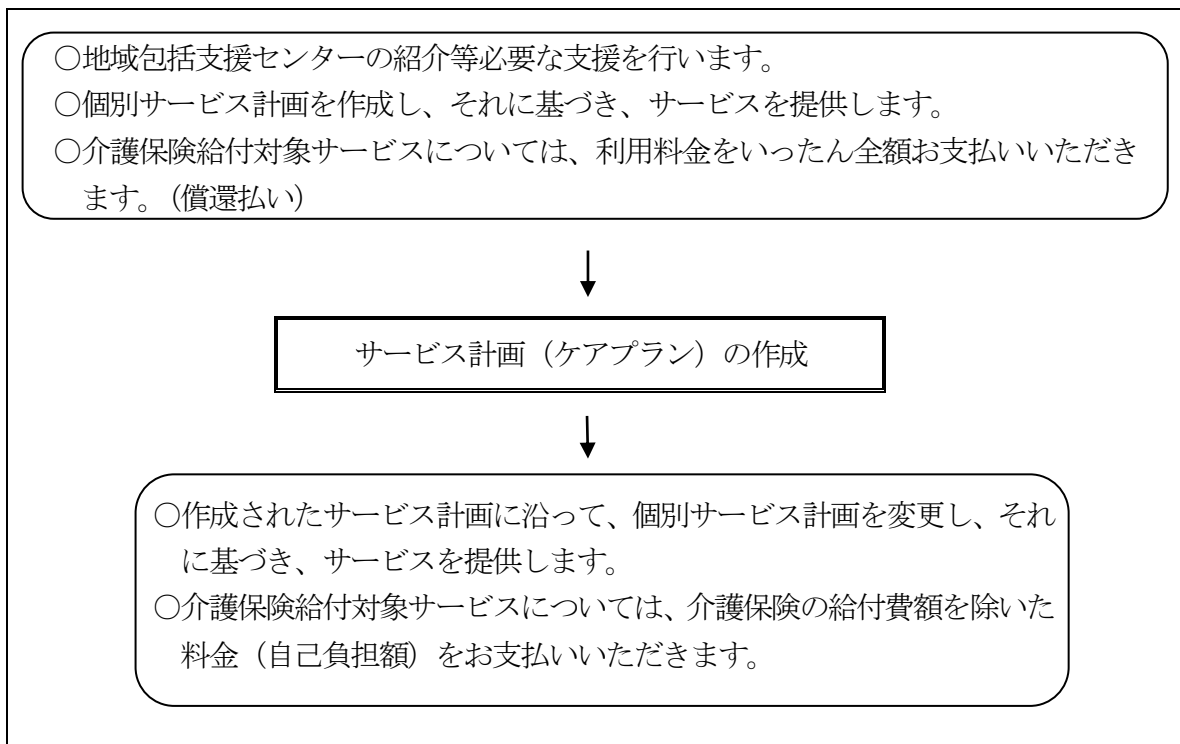 ○地域包括支援センターの紹介等必要な支援を行います。
○個別サービス計画を作成し、それに基づき、サービスを提供します。
○介護保険給付対象サービスについては、利用料金をいったん全額お支払いいただき
ます。（償還払い）
サービス計画（ケアプラン）の作成
○作成されたサービス計画に沿って、個別サービス計画を変更し、それ
に基づき、サービスを提供します。
○介護保険給付対象サービスについては、介護保険の給付費額を除いた
料金（自己負担額）をお支払いいただきます。